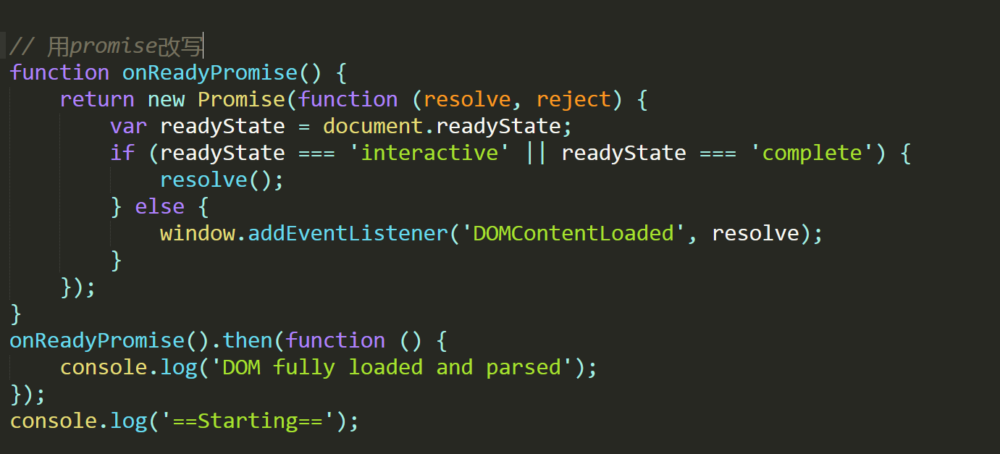 // 用promise改写
function onReadyPromise() {
    return new Promise(function (resolve, reject) {
        var readyState = document.readyState;
        if (readyState === 'interactive' || readyState === 'complete') {
            resolve();
        } else {
            window.addEventListener('DOMContentLoaded', resolve);
        }
    });
}
onReadyPromise().then(function () {
    console.log('DOM fully loaded and parsed');
});
console.log('==Starting==');